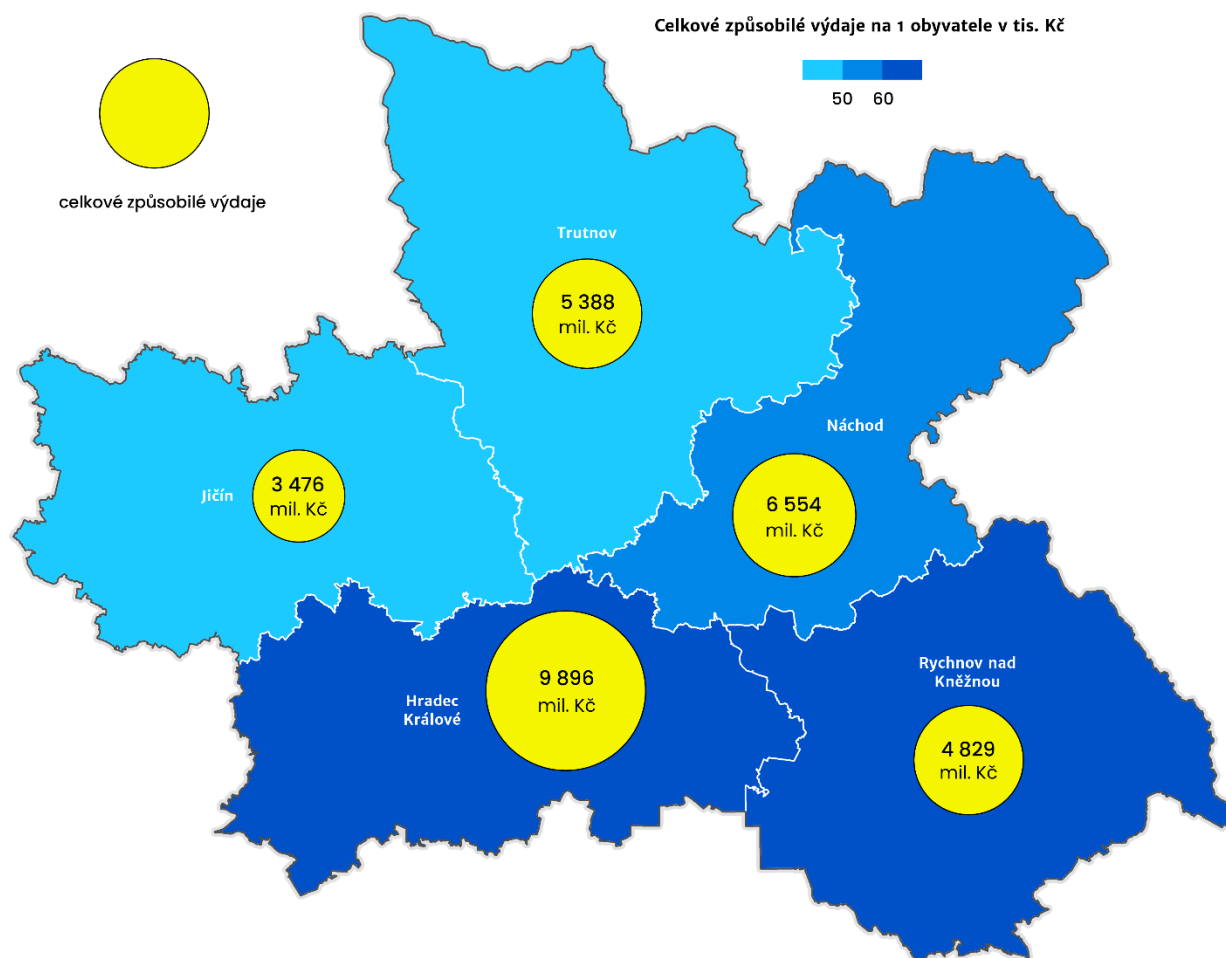 Celkové způsobilé výdaje na 1 obyvatele v tis. Kč
50 60
celkové způsobilé výdaje
Trutnov
5 388
mil. Kč
Náchod
6 554
mil. Kč
Jičín
3 476
mil. Kč
Hradec
Králové
9 896
mil. Kč
Rychnov nad
Kněžnou
4 829
mil. Kč